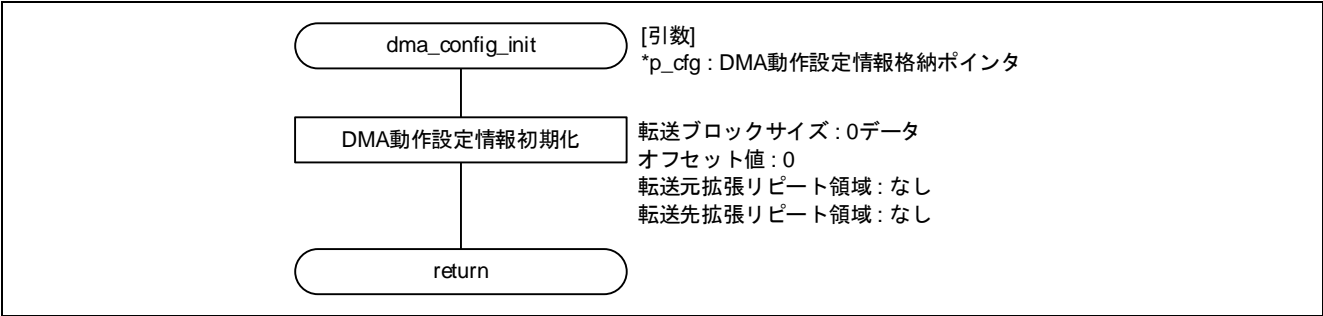 dma_config_init
[引数]
*p_cfg : DMA動作設定情報格納ポインタ
DMA動作設定情報初期化
転送ブロックサイズ : 0データ
オフセット値 : 0
転送元拡張リピート領域 : なし
転送先拡張リピート領域 : なし
return